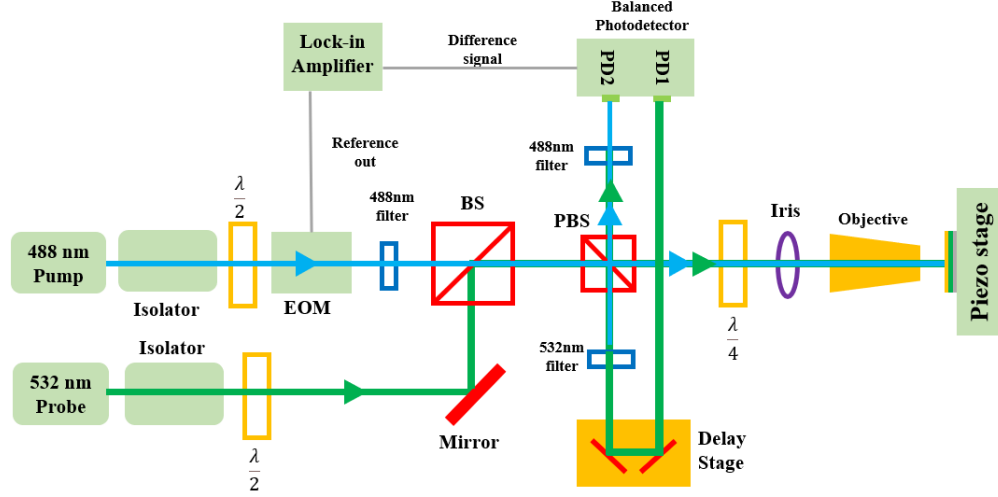 Balanced
Photodetector
Lock-in
Amplifier
Difference
signal
PD2
PD1
Reference
out
488nm
filter
λ
2
488nm
filter
BS
PBS
Iris
Objective
Piezo stage
488 nm
Pump
Isolator
EOM
Isolator
532nm
filter
λ
4
532 nm
Probe
Mirror
Delay
Stage
λ
2